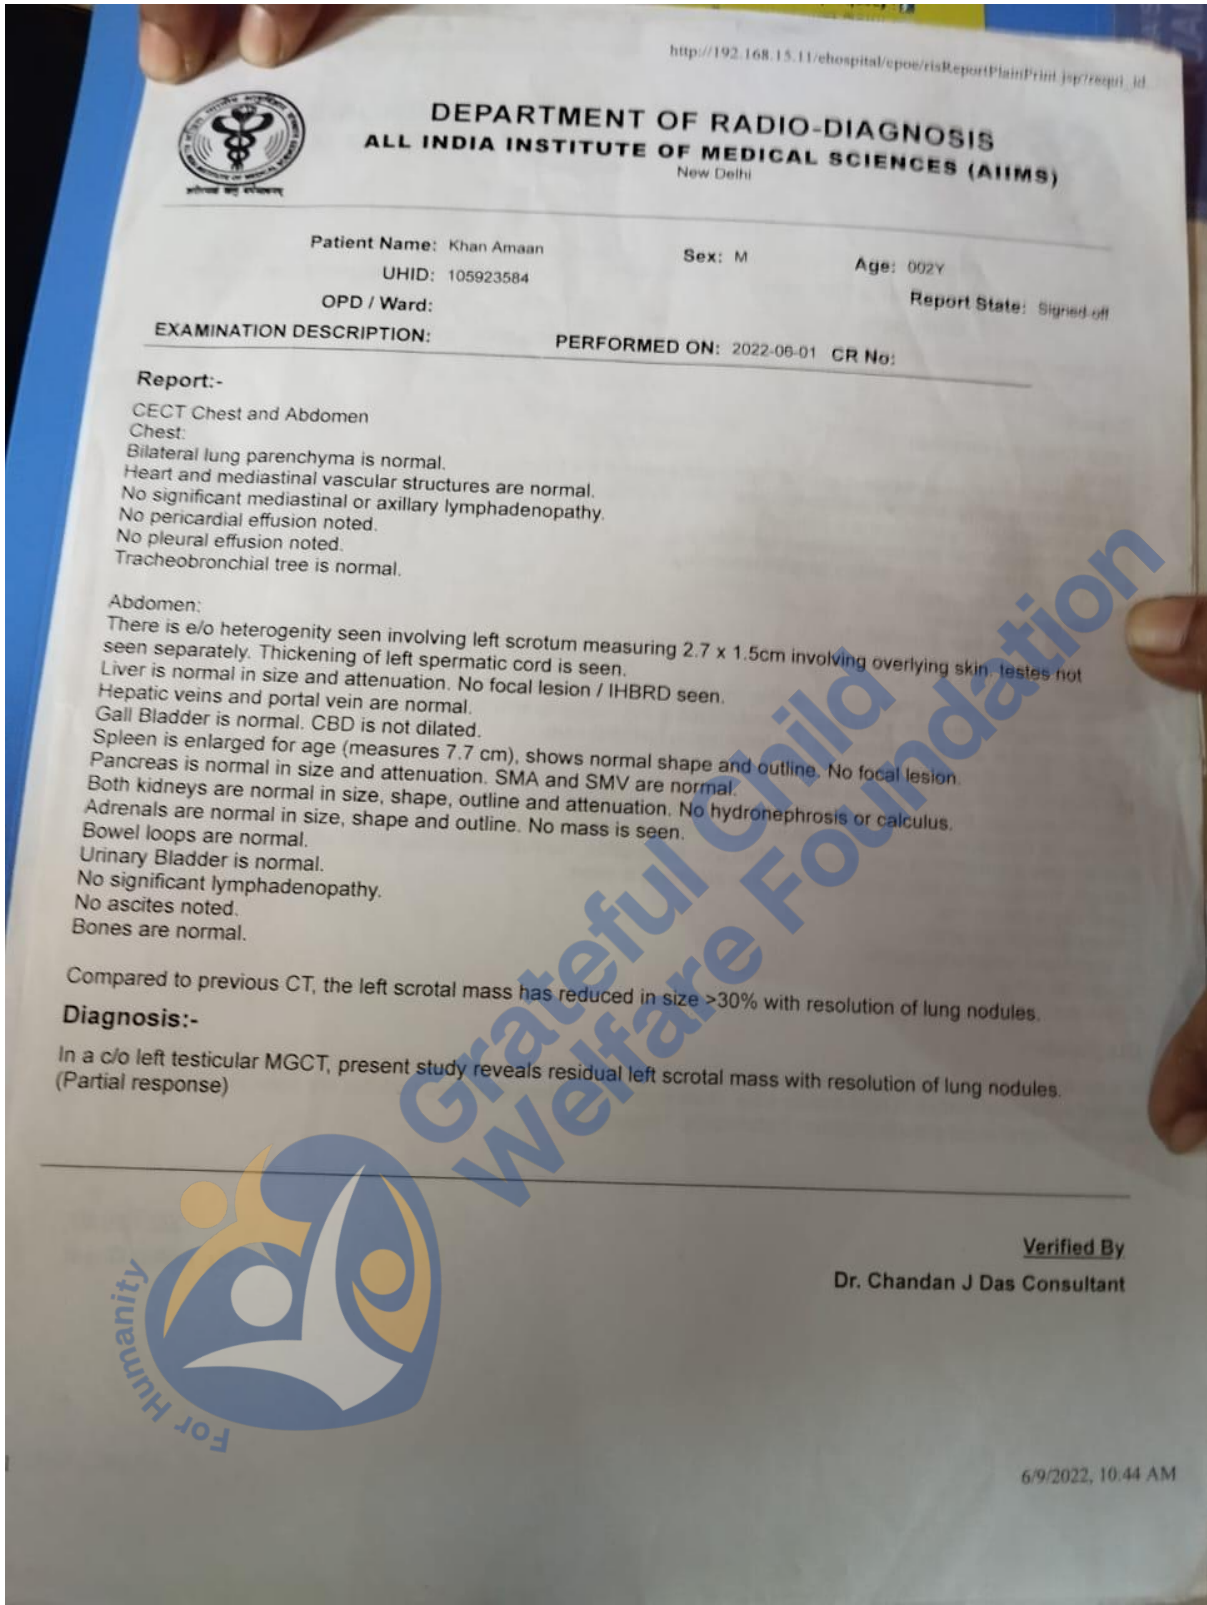 http://192.168.15.11/ehospital/epoe/risReportPlainPrint.jsp?requi_id
DEPARTMENT OF RADIO-DIAGNOSIS
ALL INDIA INSTITUTE OF MEDICAL SCIENCES (AIIMS)
New Delhi
Patient Name: Khan Amaan Sex: M Age: 002Y
UHID: 105923584
OPD / Ward: Report State: Signed-off
EXAMINATION DESCRIPTION: PERFORMED ON: 2022-06-01 CR No:
Report:-
CECT Chest and Abdomen
Chest:
Bilateral lung parenchyma is normal.
Heart and mediastinal vascular structures are normal.
No significant mediastinal or axillary lymphadenopathy.
No pericardial effusion noted.
No pleural effusion noted.
Tracheobronchial tree is normal.
Abdomen:
There is e/o heterogenity seen involving left scrotum measuring 2.7 x 1.5cm involving overlying skin, testes not
seen separately. Thickening of left spermatic cord is seen.
Liver is normal in size and attenuation. No focal lesion / IHBRD seen.
Hepatic veins and portal vein are normal.
Gall Bladder is normal. CBD is not dilated.
Spleen is enlarged for age (measures 7.7 cm), shows normal shape and outline. No focal lesion.
Pancreas is normal in size and attenuation. SMA and SMV are normal.
Both kidneys are normal in size, shape, outline and attenuation. No hydronephrosis or calculus.
Adrenals are normal in size, shape and outline. No mass is seen.
Bowel loops are normal.
Urinary Bladder is normal.
No significant lymphadenopathy.
No ascites noted.
Bones are normal.
Compared to previous CT, the left scrotal mass has reduced in size >30% with resolution of lung nodules.
Diagnosis:-
In a c/o left testicular MGCT, present study reveals residual left scrotal mass with resolution of lung nodules.
(Partial response)
Verified By
Dr. Chandan J Das Consultant
6/9/2022, 10:44 AM
Grateful Child
Welfare Foundation
For Humanity